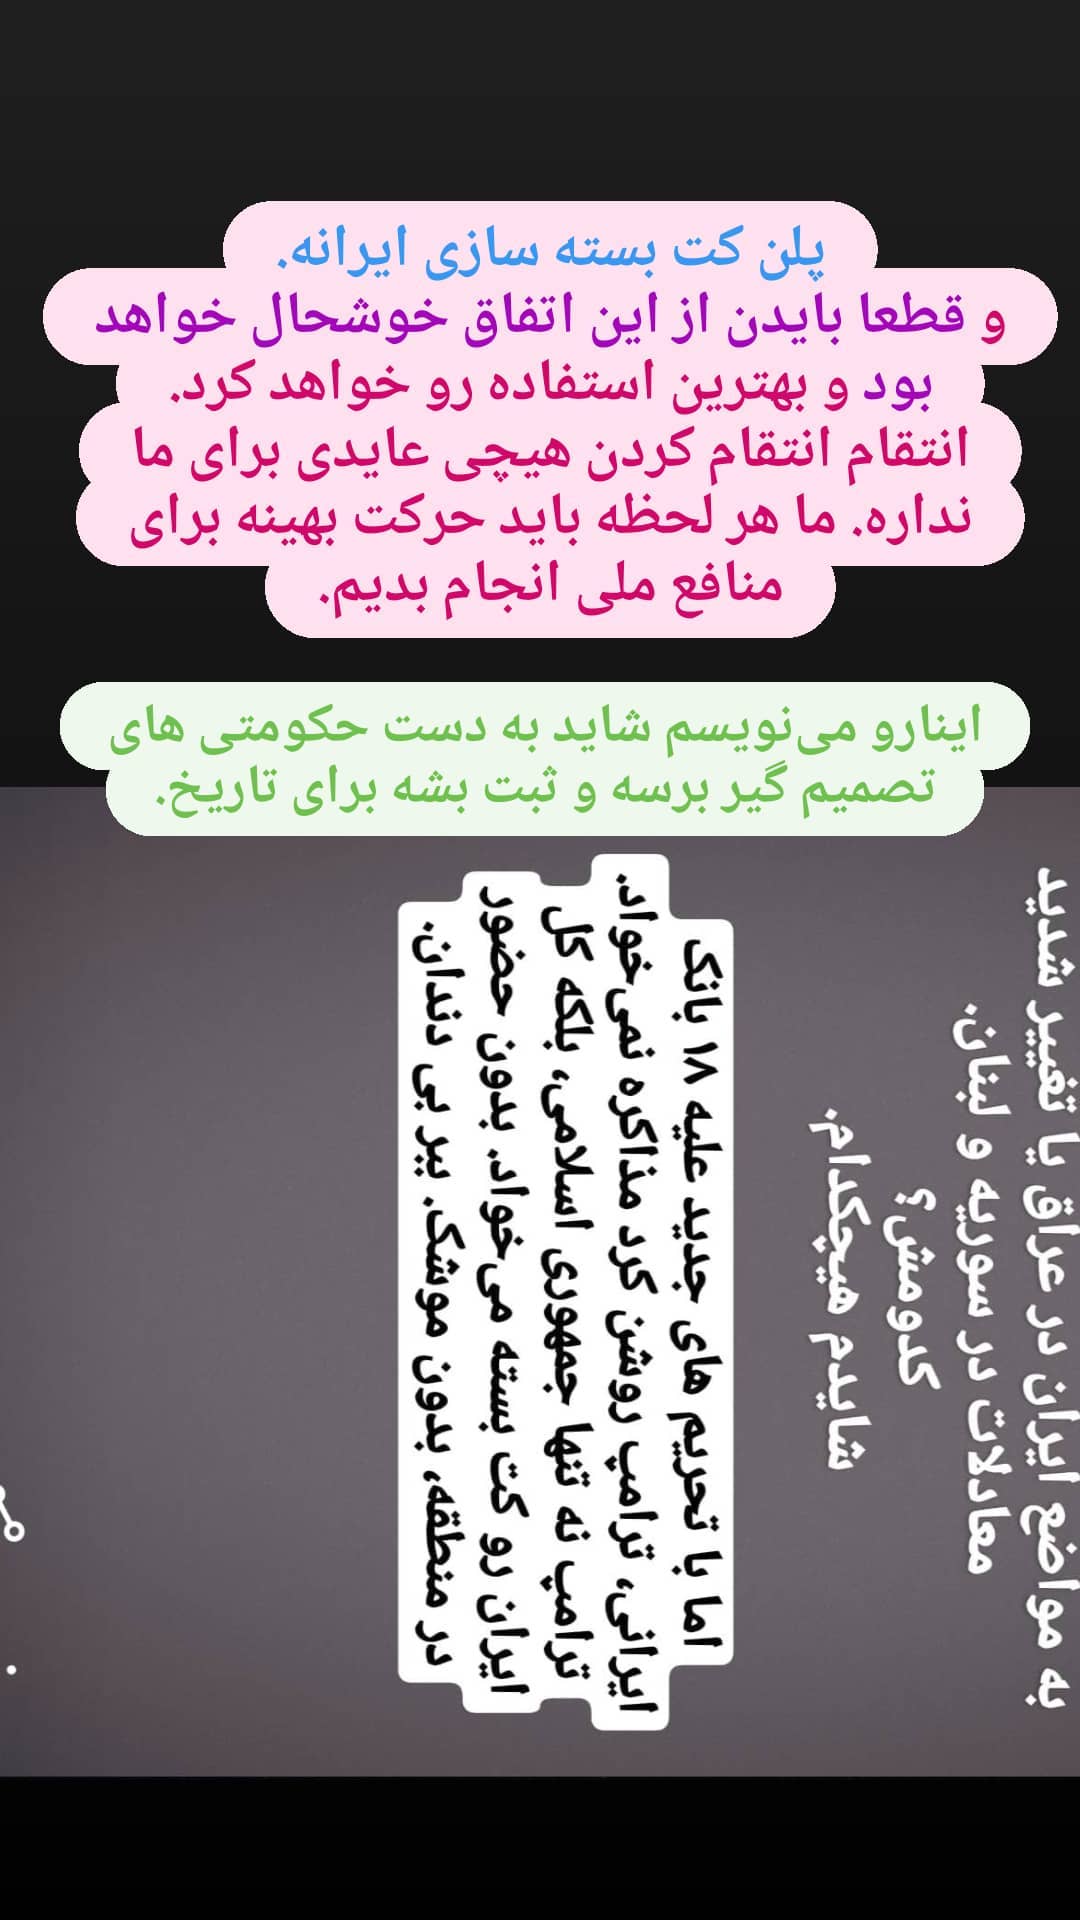 پلن کت بسته سازی ایرانه.
و قطعا بایدن از این اتفاق خوشحال خواهد
بود و بهترین استفاده رو خواهد کرد.
انتقام انتقام کردن هیچی عایدی برای ما
نداره. ما هر لحظه باید حرکت بهینه برای
منافع ملی انجام بدیم.
اینارو می‌نویسم شاید به دست حکومتی های
تصمیم گیر برسه و ثبت بشه برای تاریخ.
به مواضع ایران در عراق یا تغییر شدید
معادلات در سوریه و لبنان.
کدومش؟
شایدم هیچکدام.
اما با تحریم های جدید علیه ۱۸ بانک
ایرانی، ترامپ روشن کرد مذاکره نمی‌خواد.
ترامپ نه تنها جمهوری اسلامی، بلکه کل
ایران رو کت بسته می‌خواد. بدون حضور
در منطقه، بدون موشک. ببر بی دندان.